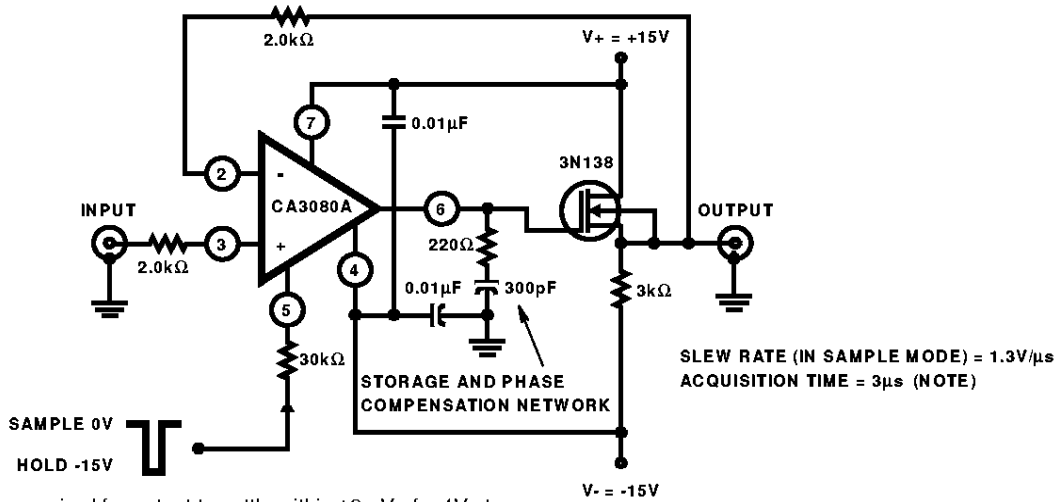 2.0kΩ
V+ = +15V
7
0.01µF
3N138
2
-
CA3080A
6
INPUT
OUTPUT
3
+
220Ω
2.0kΩ
4
0.01µF
300pF
3kΩ
5
30kΩ
SLEW RATE (IN SAMPLE MODE) = 1.3V/µs
ACQUISITION TIME = 3µs (NOTE)
STORAGE AND PHASE
COMPENSATION NETWORK
SAMPLE 0V
HOLD -15V
V- = -15V